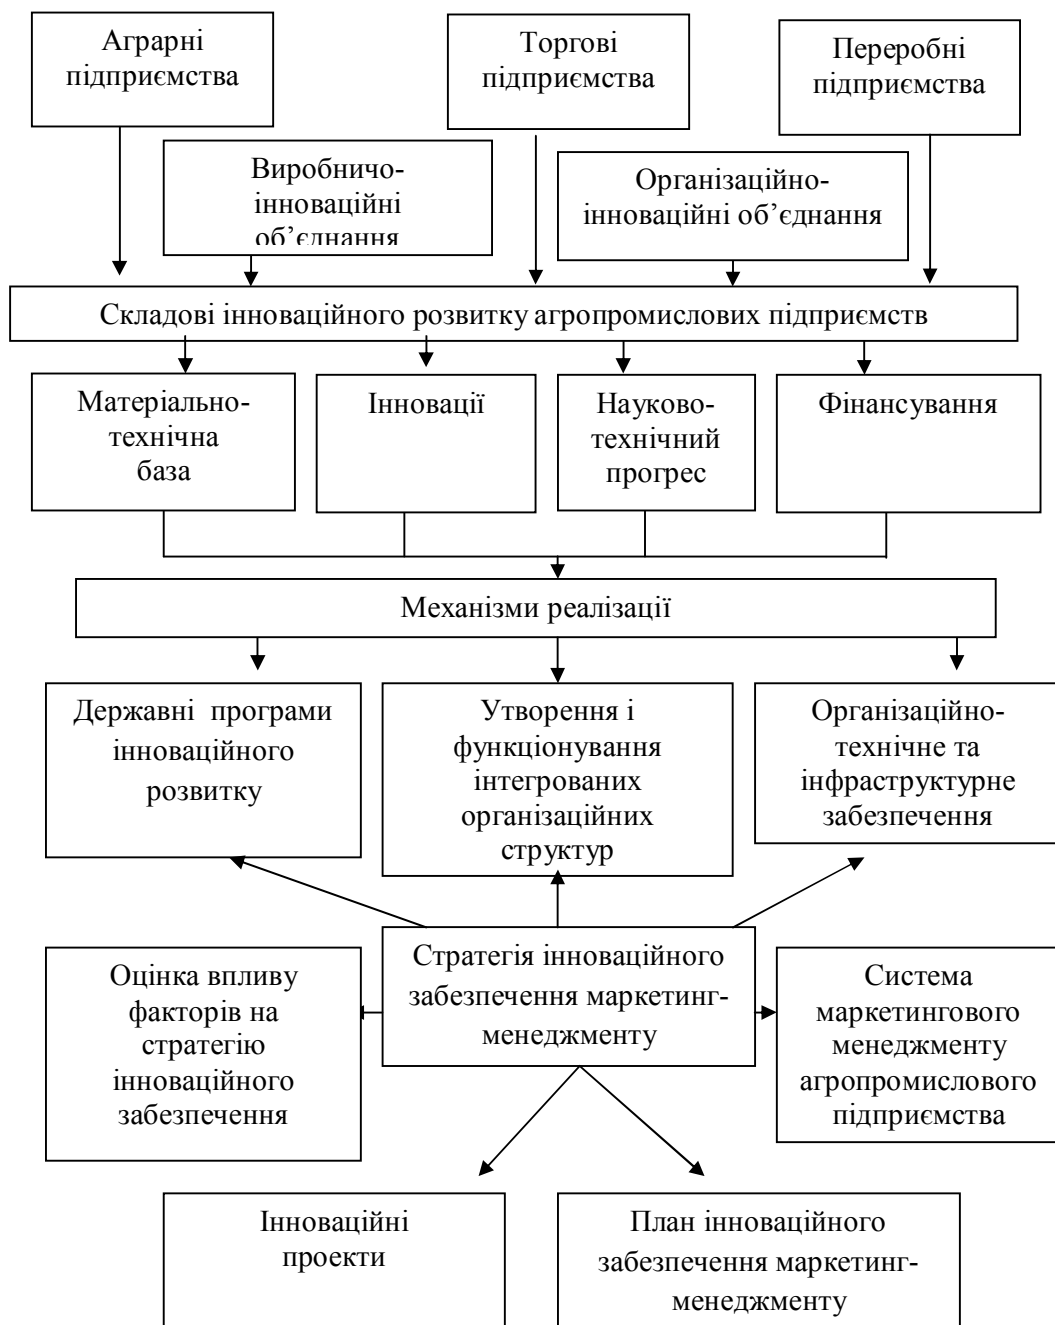 Аграрні
підприємства
Торгові
підприємства
Переробні
підприємства
Виробничо-
інноваційні
об’єднання
Організаційно-
інноваційні об’єднання
Складові інноваційного розвитку агропромислових підприємств
Матеріально-
технічна
база
Інновації
Науково-
технічний
прогрес
Фінансування
Механізми реалізації
Державні програми
інноваційного
розвитку
Утворення і
функціонування
інтегрованих
організаційних
структур
Організаційно-
технічне та
інфраструктурне
забезпечення
Оцінка впливу
факторів на
стратегію
інноваційного
забезпечення
Стратегія інноваційного
забезпечення маркетинг-
менеджменту
Система
маркетингового
менеджменту
агропромислового
підприємства
Інноваційні
проекти
План інноваційного
забезпечення маркетинг-
менеджменту